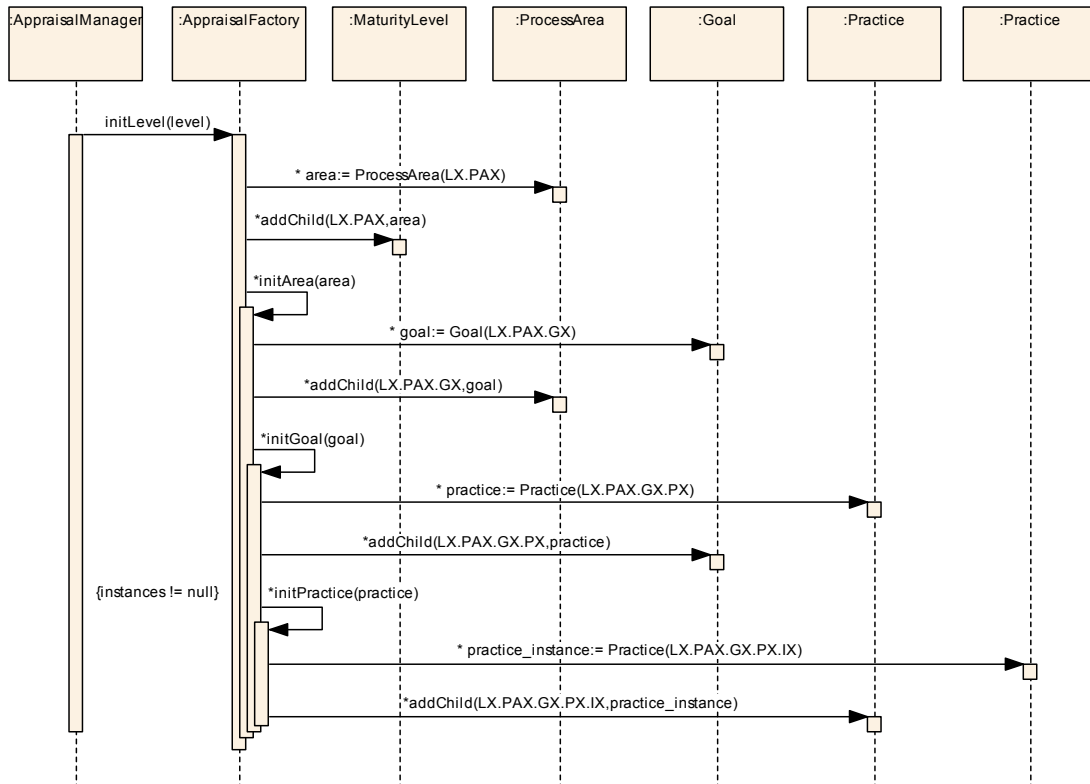 :AppraisalManager
:AppraisalFactory
:MaturityLevel
:ProcessArea
:Goal
:Practice
:Practice
initLevel(level)
* area:= ProcessArea(LX.PAX)
*addChild(LX.PAX,area)
*initArea(area)
* goal:= Goal(LX.PAX.GX)
*addChild(LX.PAX.GX,goal)
*initGoal(goal)
* practice:= Practice(LX.PAX.GX.PX)
*addChild(LX.PAX.GX.PX,practice)
{instances != null}
*initPractice(practice)
* practice_instance:= Practice(LX.PAX.GX.PX.IX)
*addChild(LX.PAX.GX.PX.IX,practice_instance)